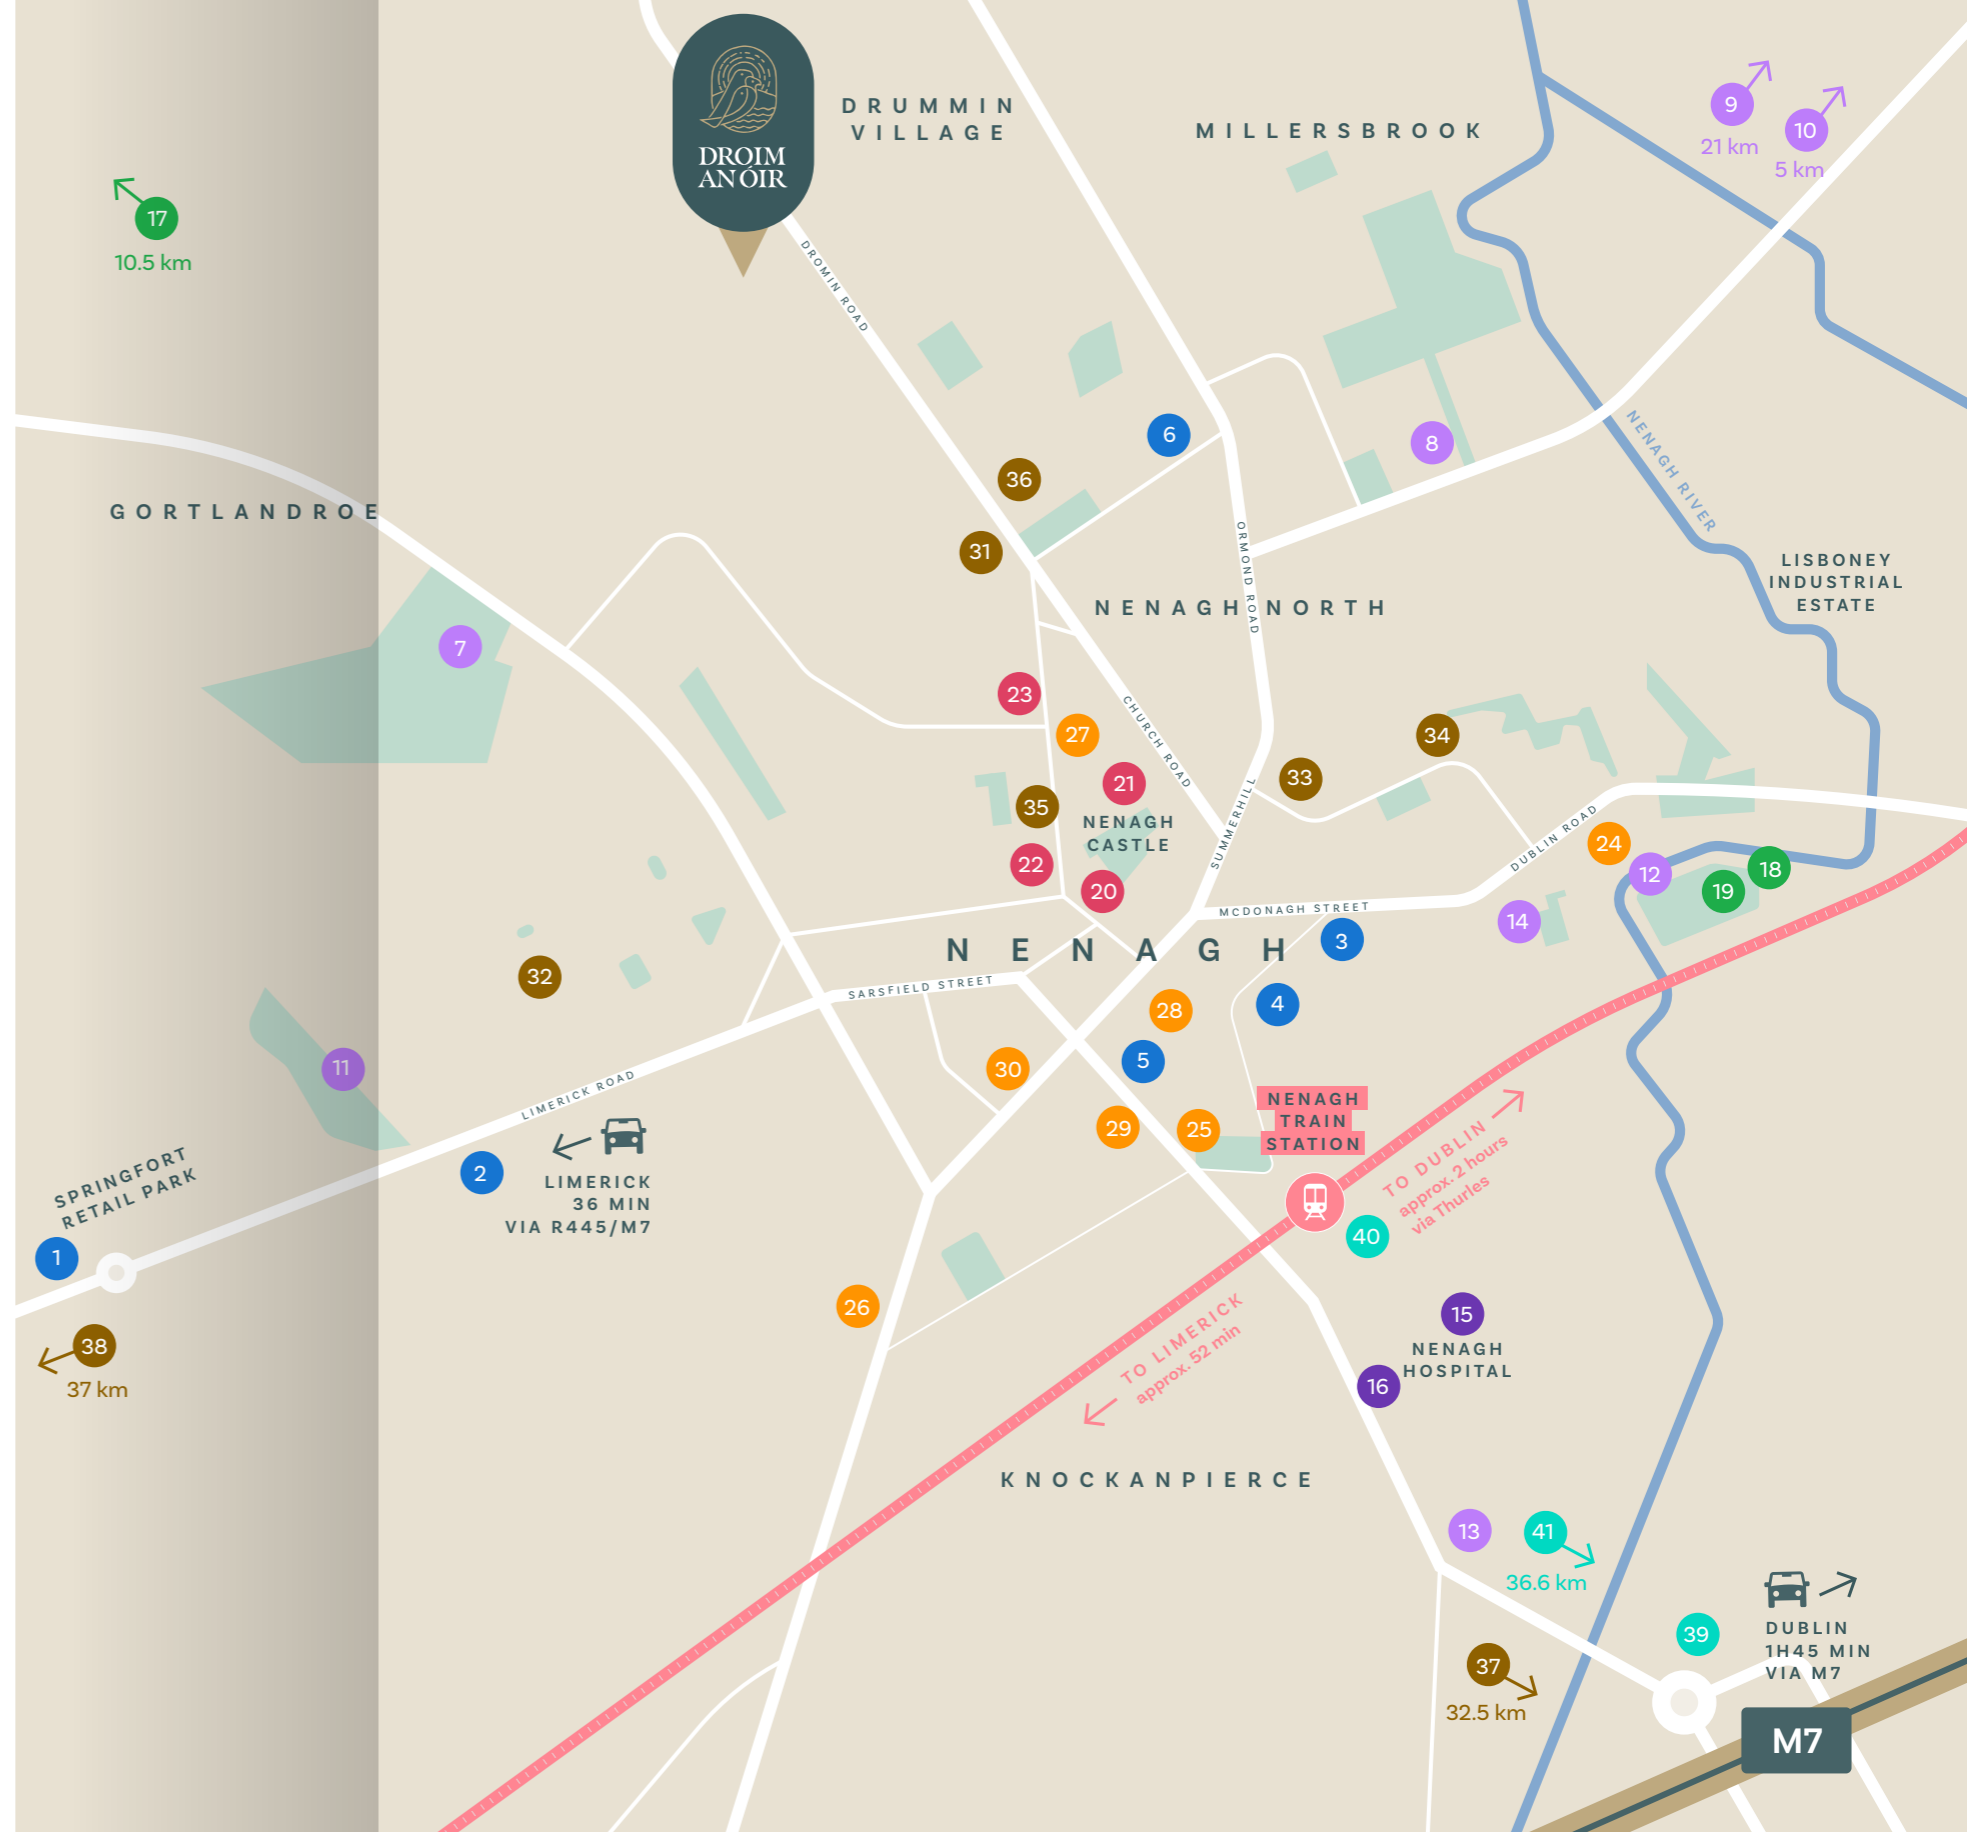 DROIM
AN ÓIR
DRUMMIN
VILLAGE
MILLERSBROOK
9
21 km
10
5 km
17
10.5 km
DROMIN ROAD
6
8
36
31
GORTLANDROE
NENAGH RIVER
ORMOND ROAD
LISBONEY
INDUSTRIAL
ESTATE
NENAGH NORTH
7
23
27
CHURCH ROAD
21
35
NENAGH
CASTLE
22
20
33
34
SUMMERHILL
DUBLIN ROAD
24
12
18
19
14
MCDONAGH STREET
3
NENAGH
32
SARSFIELD STREET
28
4
5
30
11
LIMERICK ROAD
29
25
NENAGH
TRAIN
STATION
2
LIMERICK
36 MIN
VIA R445/M7
SPRINGFORT
RETAIL PARK
1
TO DUBLIN
approx. 2 hours
via Thurles
40
26
38
37 km
TO LIMERICK
approx. 52 min
15
NENAGH
HOSPITAL
16
KNOCKANPIERCE
13
41
36.6 km
39
DUBLIN
1H45 MIN
VIA M7
37
32.5 km
M7